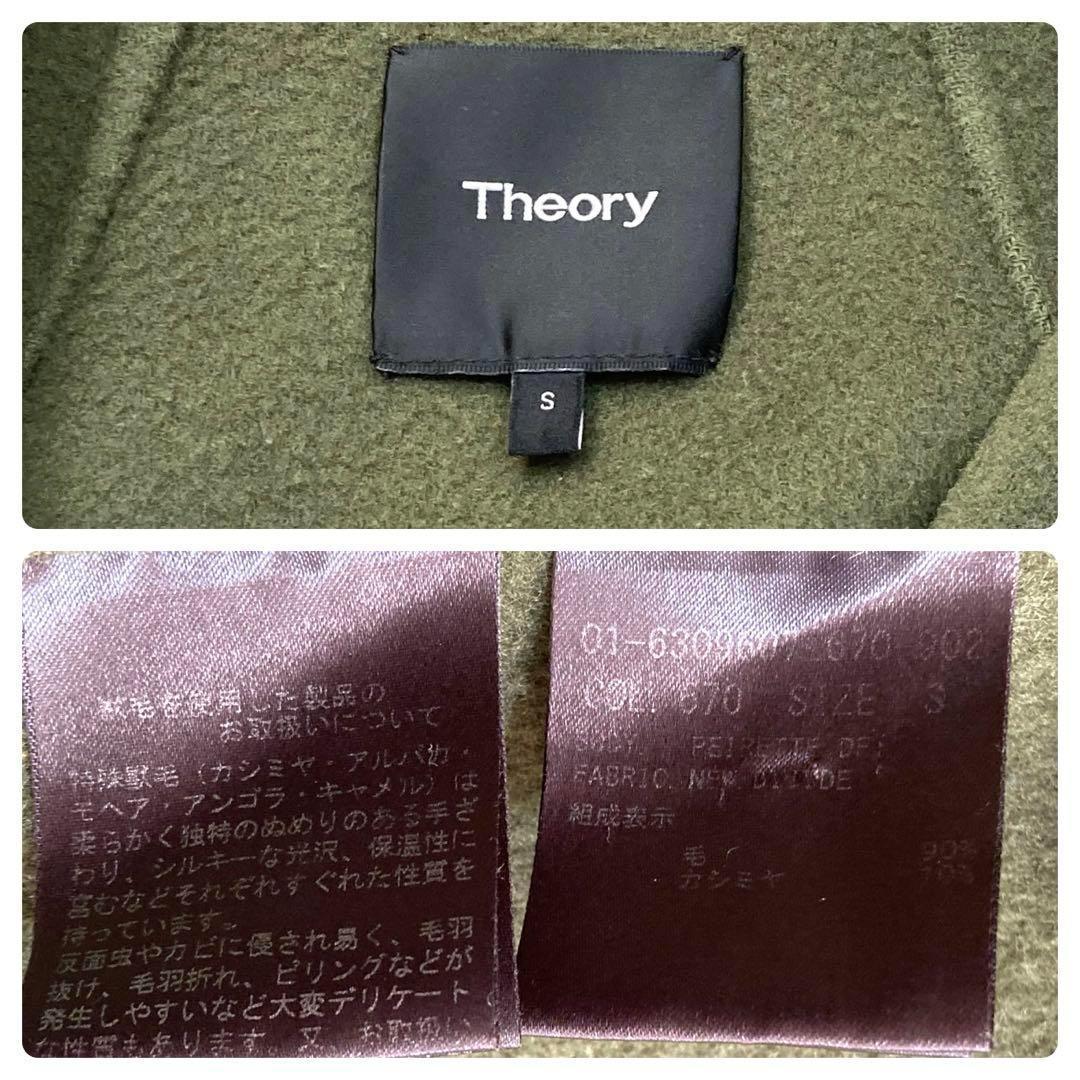 Theory
S
獣毛を使用した製品の
お取扱いについて
特殊獣毛（カシミヤ・アルパカ・
モヘア・アンゴラ・キャメル）は
柔らかく独特のぬめりのある手ざ
わり、シルキーな光沢、保温性に
富むなどそれぞれすぐれた性質を
持っています。
反面虫やカビに侵され易く、毛羽
抜け、毛羽折れ、ピリングなどが
発生しやすいなど大変デリケート
な性質もあります。又、お取扱い
670 902
COL. 670 SIZE S
FABRIC.NEW DIVIDE
組成表示
毛 90%
カシミヤ 10%